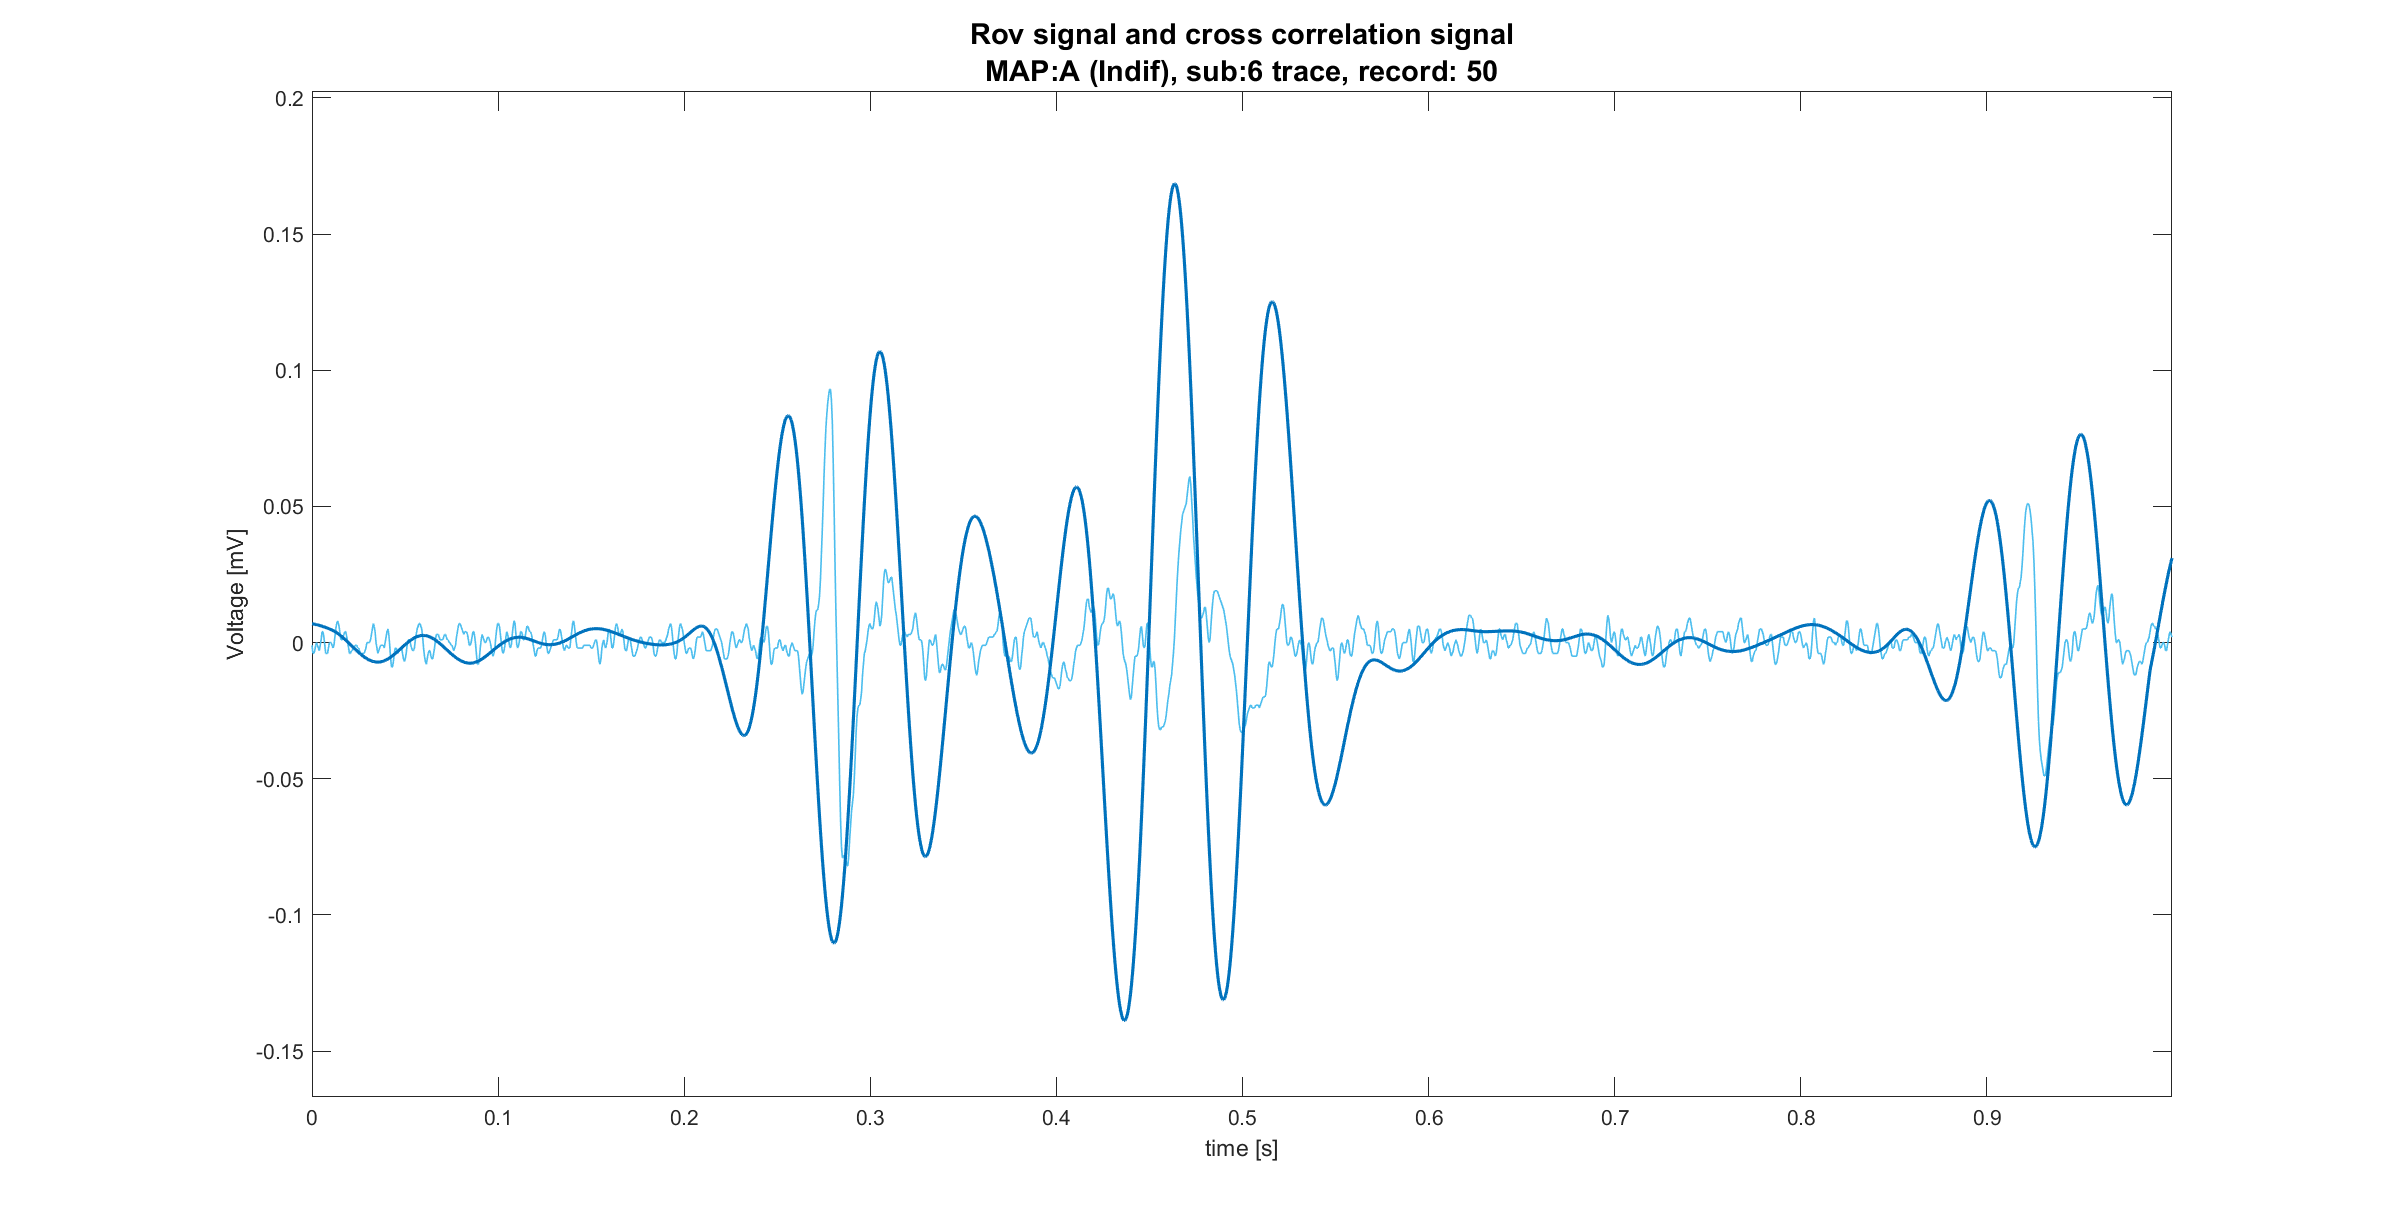 Rov signal and cross correlation signal
MAP:A (Indif), sub:6 trace, record: 50
0.2
0.15
0.1
0.05
0
-0.05
-0.1
-0.15
Voltage [mV]
0 0.1 0.2 0.3 0.4 0.5 0.6 0.7 0.8 0.9
time [s]